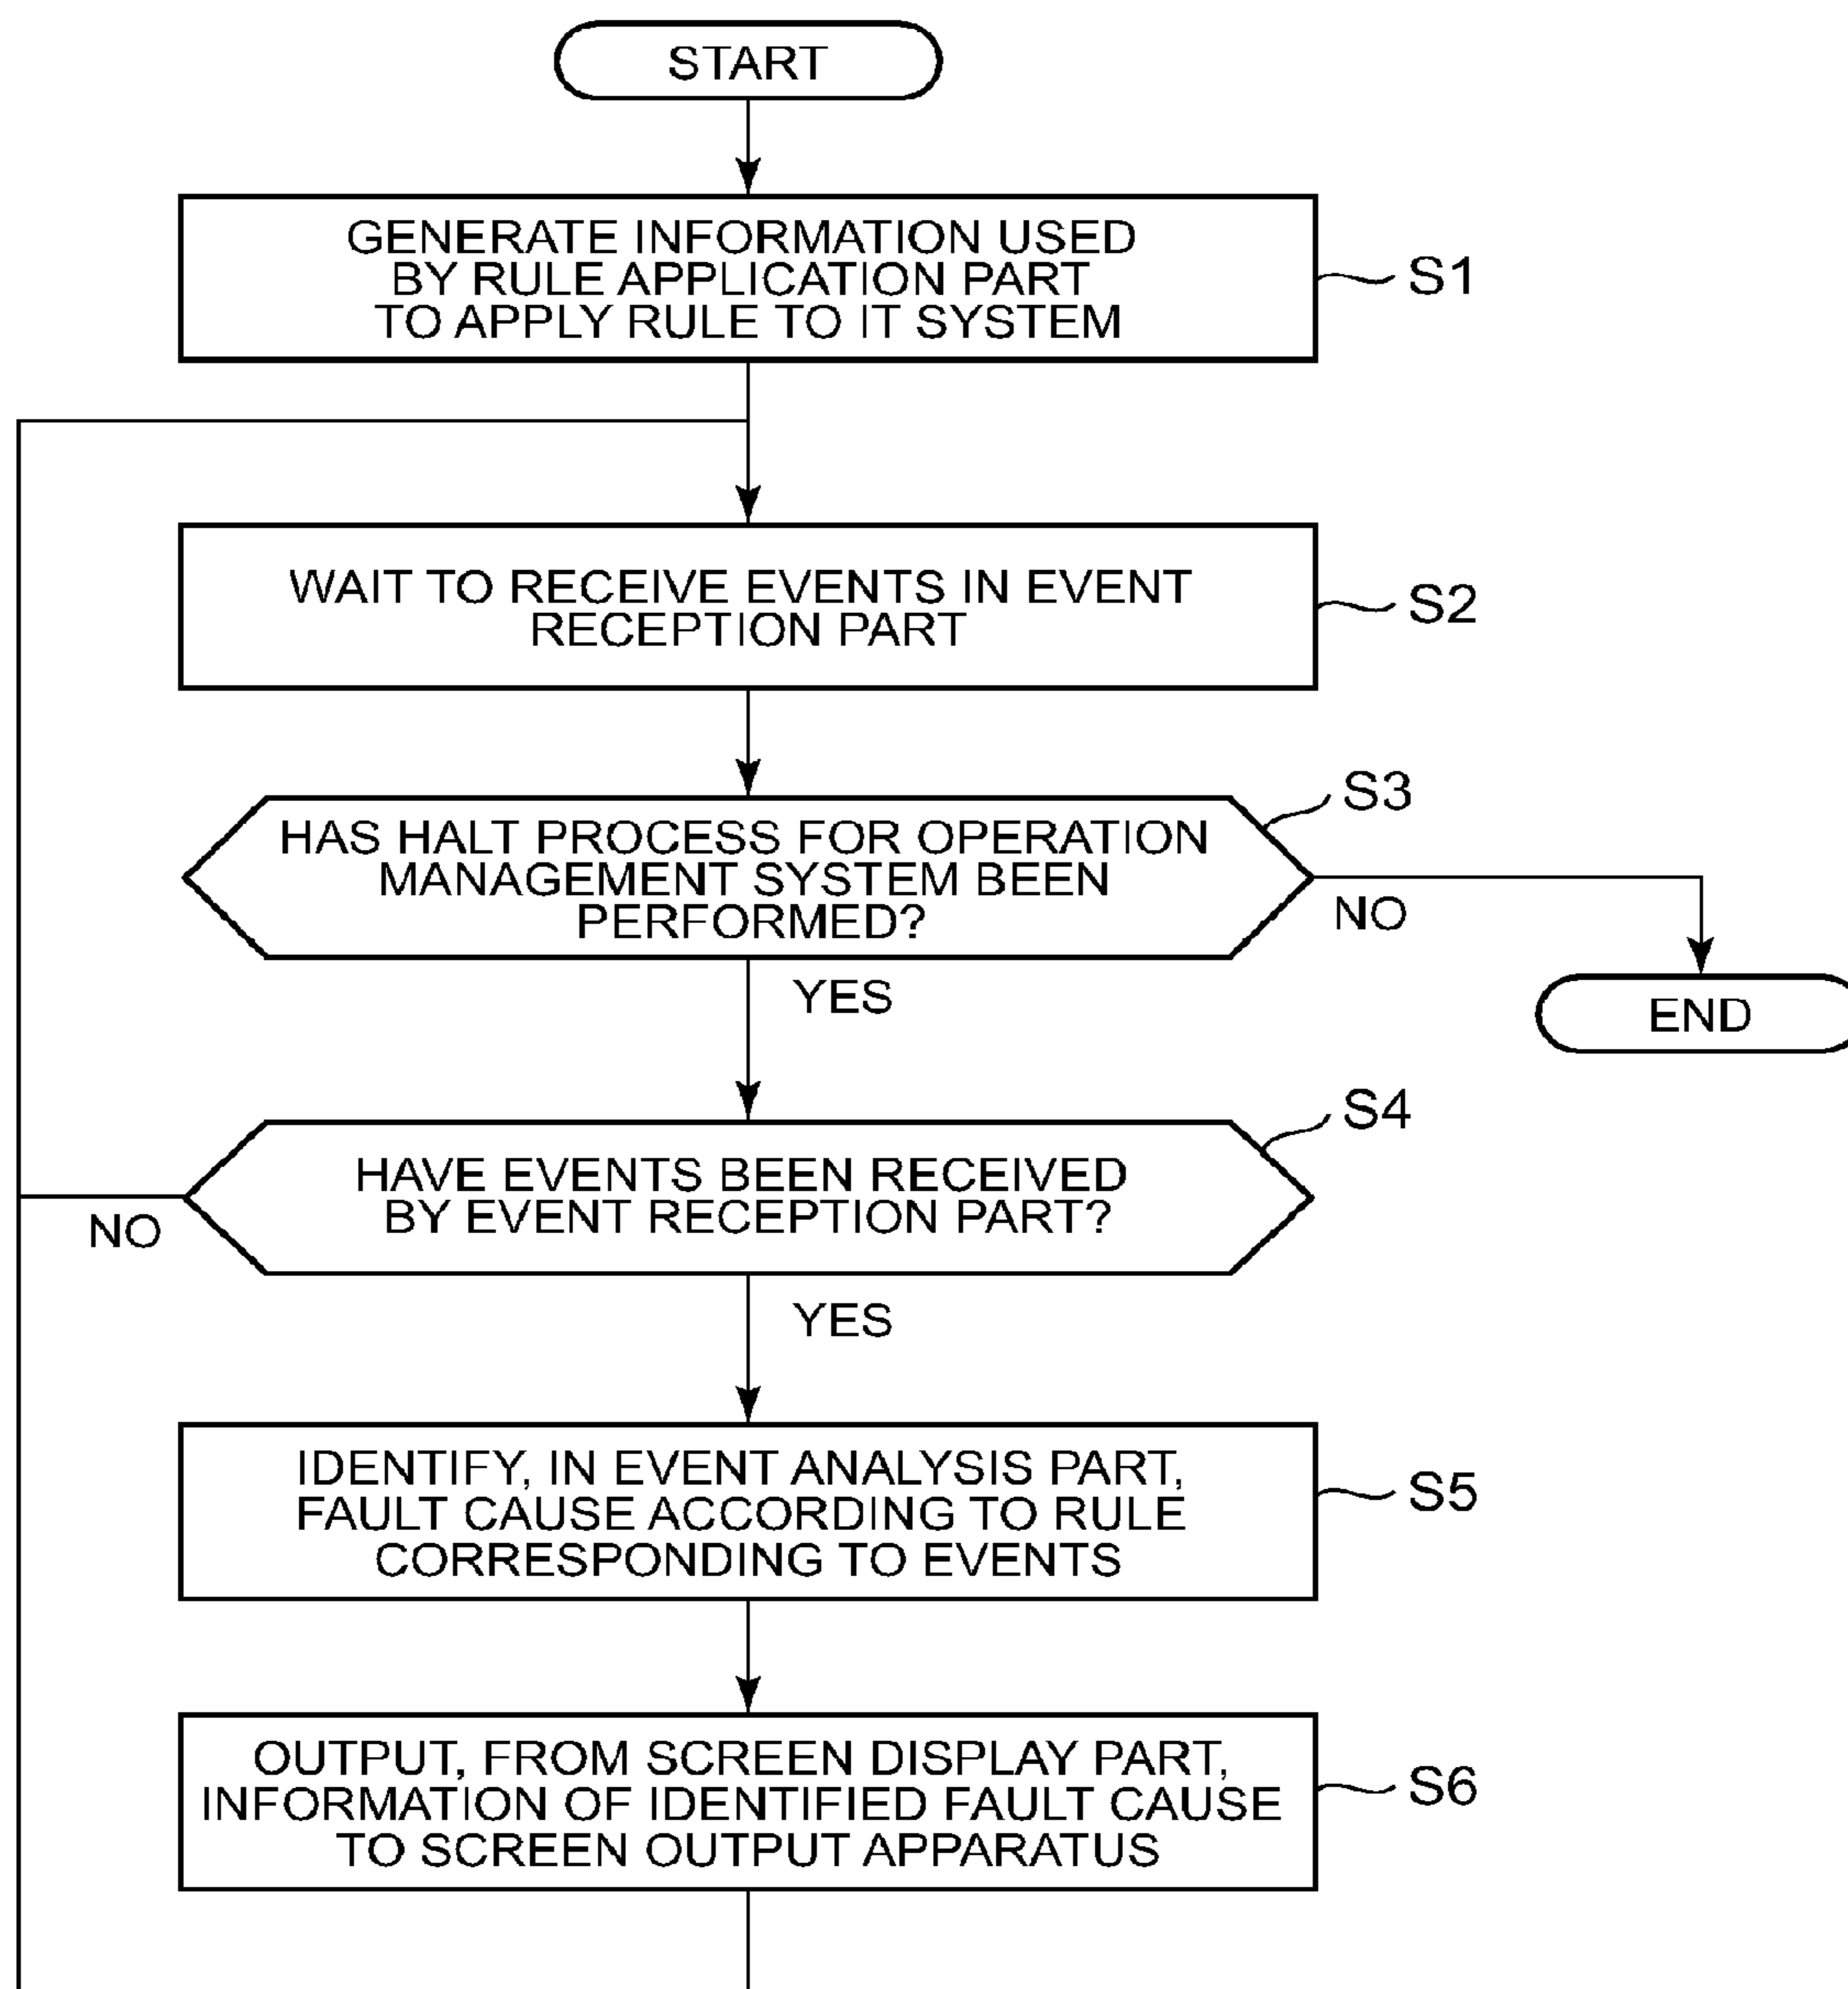 START
GENERATE INFORMATION USED
BY RULE APPLICATION PART
TO APPLY RULE TO IT SYSTEM
S1
WAIT TO RECEIVE EVENTS IN EVENT
RECEPTION PART
S2
S3
HAS HALT PROCESS FOR OPERATION
MANAGEMENT SYSTEM BEEN
PERFORMED?
NO
YES
END
S4
HAVE EVENTS BEEN RECEIVED
BY EVENT RECEPTION PART?
NO
YES
IDENTIFY, IN EVENT ANALYSIS PART,
FAULT CAUSE ACCORDING TO RULE
CORRESPONDING TO EVENTS
S5
OUTPUT, FROM SCREEN DISPLAY PART,
INFORMATION OF IDENTIFIED FAULT CAUSE
TO SCREEN OUTPUT APPARATUS
S6